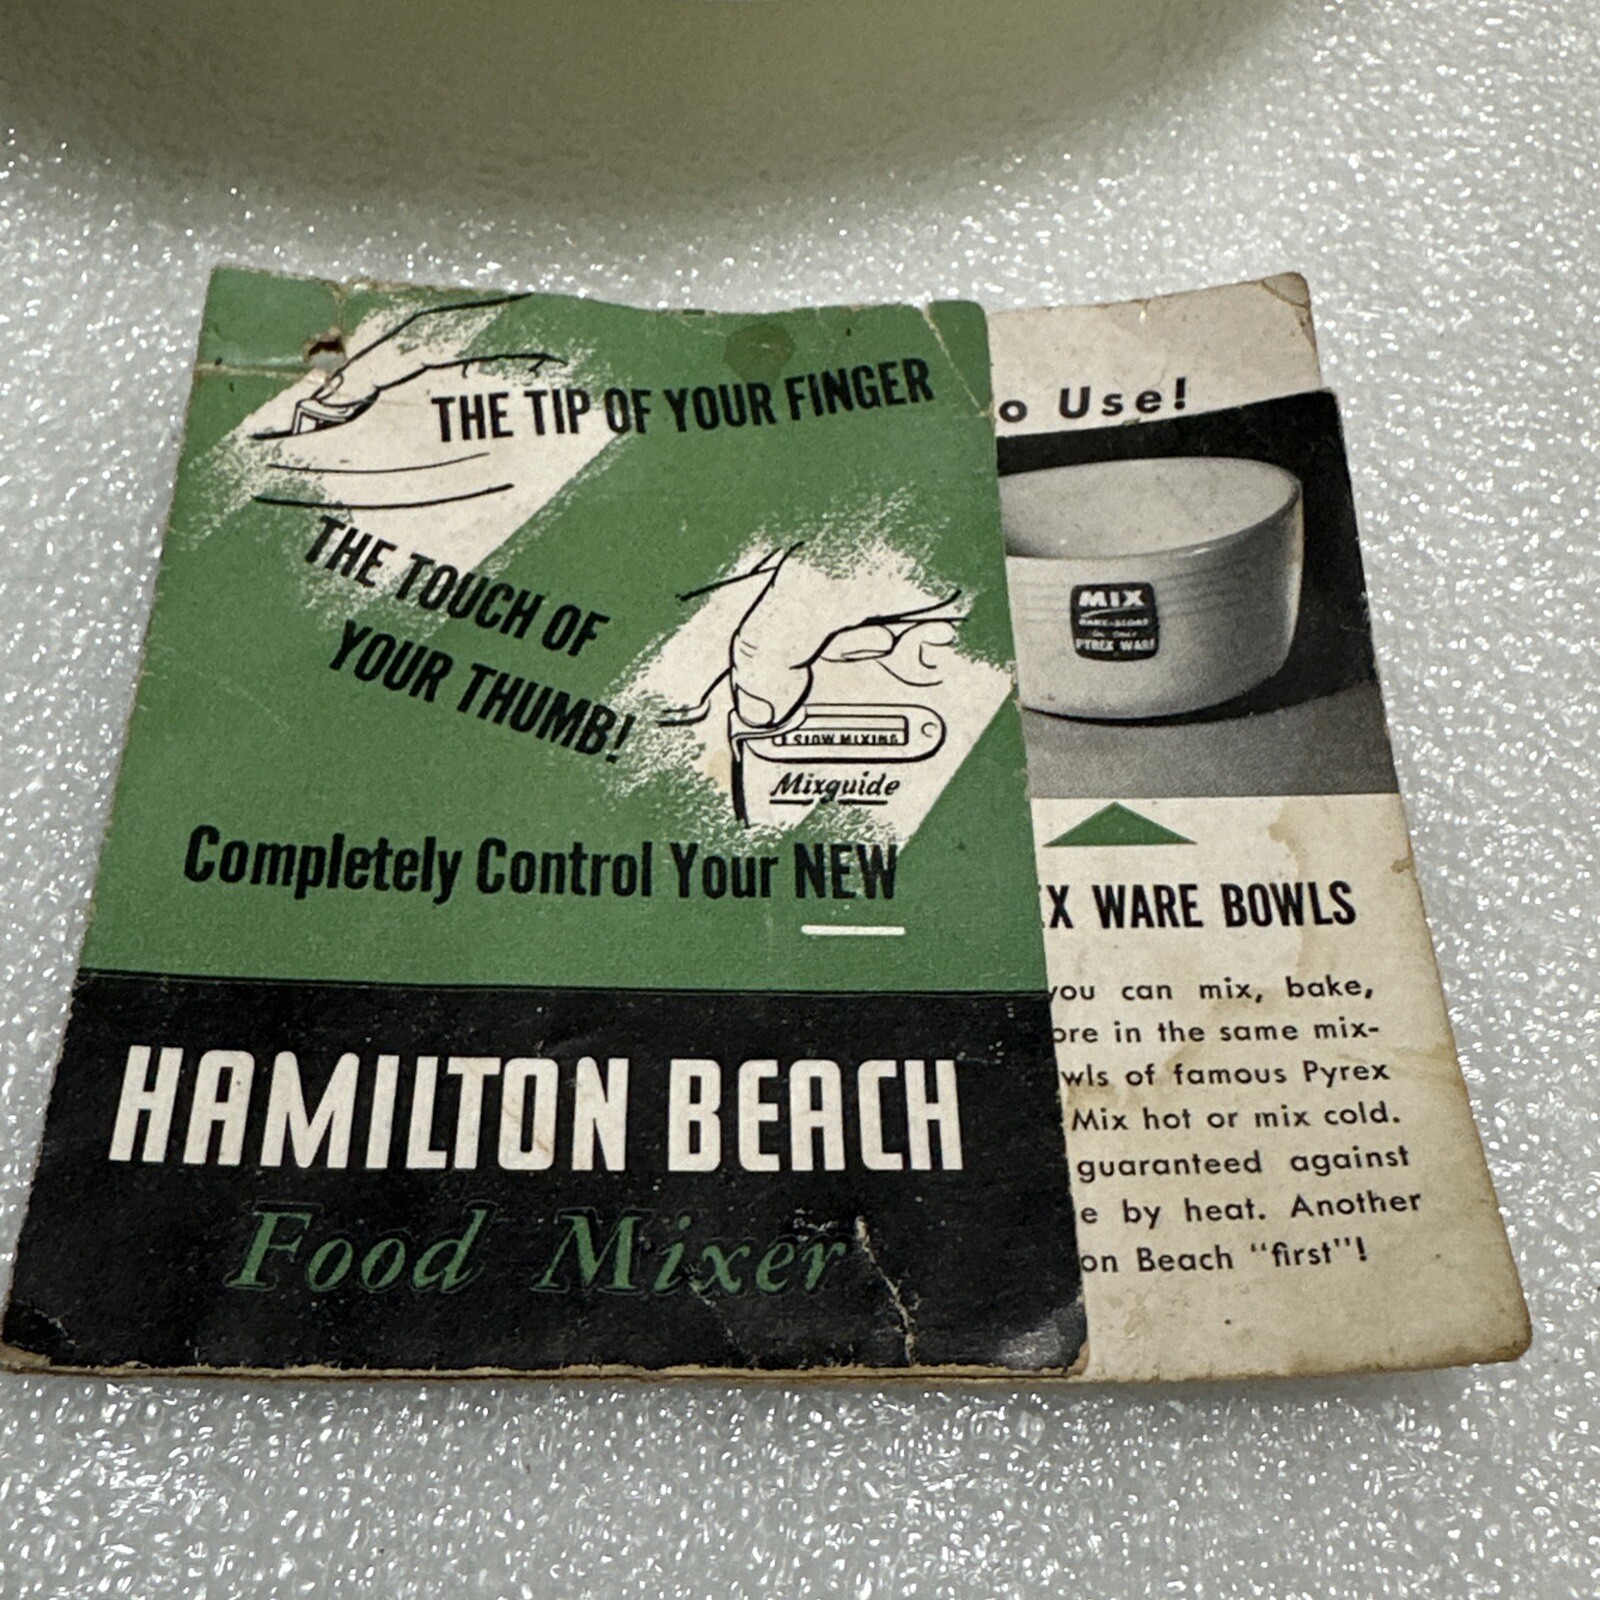 THE TIP OF YOUR FINGER
THE TOUCH OF
YOUR THUMB!
SLOW MIXING
Mixguide
Completely Control Your NEW
HAMILTON BEACH
Food Mixer
o Use!
MIX
PYREX WARE
EX WARE BOWLS
you can mix, bake,
ore in the same mix-
wls of famous Pyrex
Mix hot or mix cold.
guaranteed against
e by heat. Another
on Beach "first"!